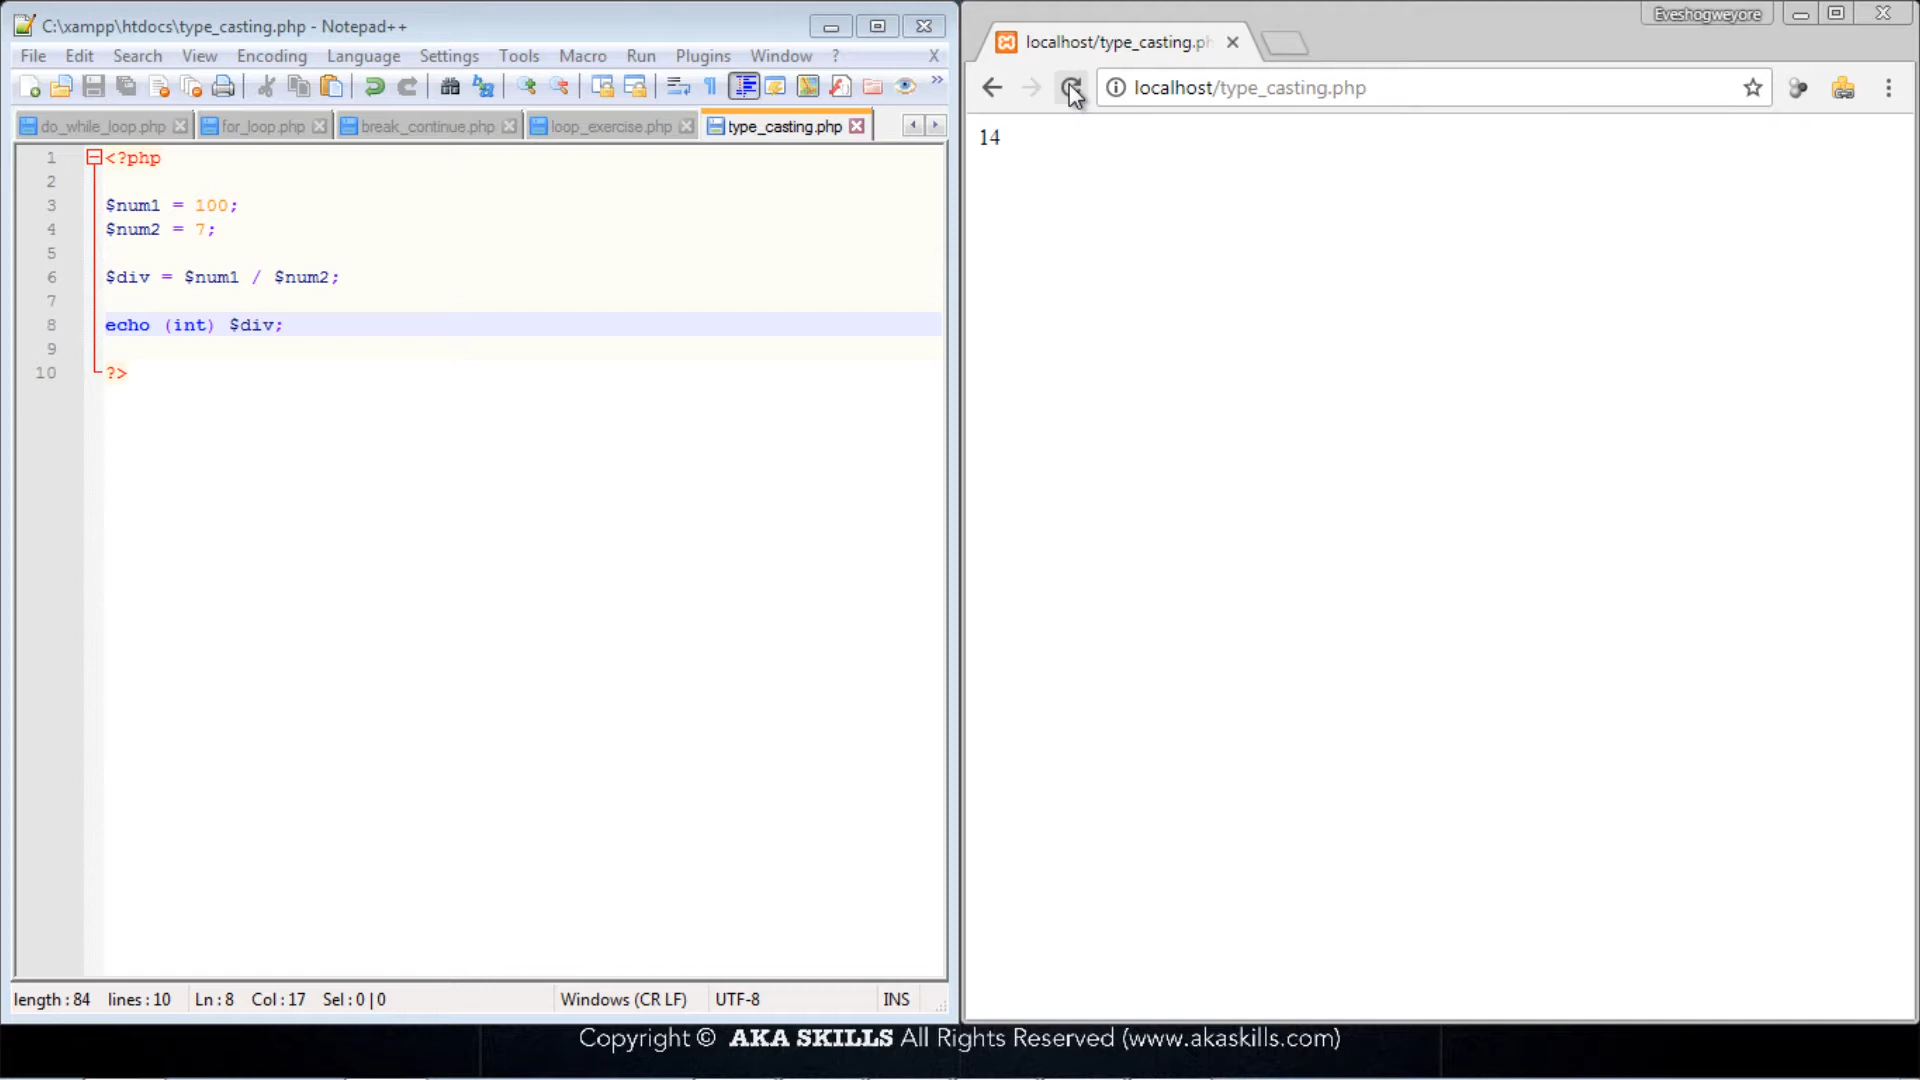 C:\xampp\htdocs\type_casting.php - Notepad++
File Edit Search View Encoding Language Settings Tools Macro Run Plugins Window ? X
do_while_loop.php for_loop.php break_continue.php loop_exercise.php type_casting.php
1 <?php
2
3 $num1 = 100;
4 $num2 = 7;
5
6 $div = $num1 / $num2;
7
8 echo (int) $div;
9
10 ?>
length : 84 lines : 10 Ln : 8 Col : 17 Sel : 0 | 0 Windows (CR LF) UTF-8 INS
Eveshogweyore
localhost/type_casting.ph
localhost/type_casting.php
14
Copyright © AKA SKILLS All Rights Reserved (www.akaskills.com)